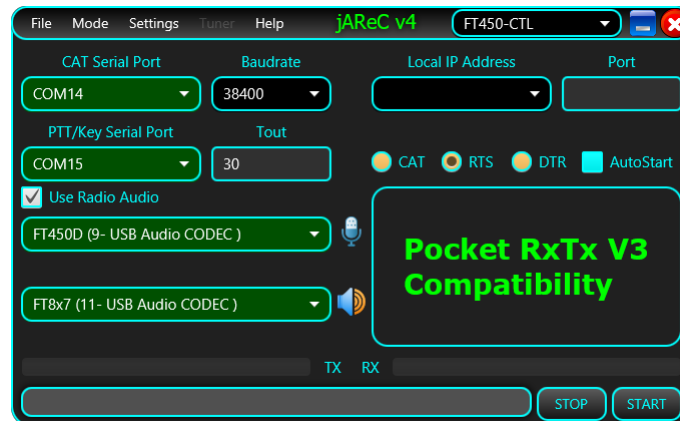 File Mode Settings Tuner Help jAReC v4 FT450-CTL
CAT Serial Port Baudrate Local IP Address Port
COM14 38400
PTT/Key Serial Port Tout
COM15 30 CAT RTS DTR AutoStart
Use Radio Audio
FT450D (9- USB Audio CODEC )
Pocket RxTx V3
Compatibility
FT8x7 (11- USB Audio CODEC )
TX RX
STOP START